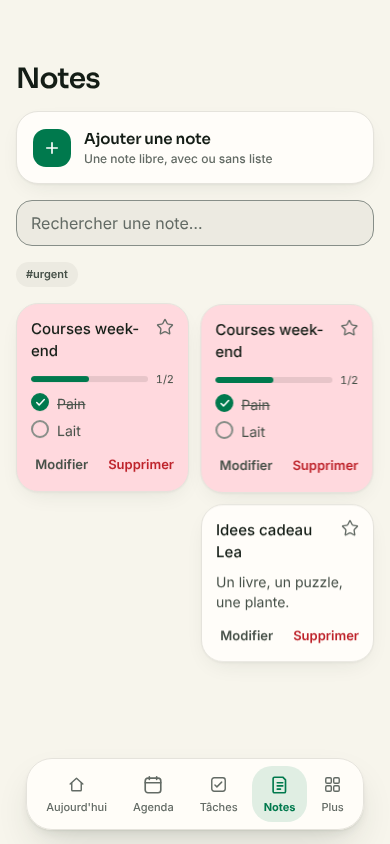 Notes
Ajouter une note
Une note libre, avec ou sans liste
Rechercher une note...
#urgent
Courses week-
end
1/2
Pain
Lait
Modifier Supprimer
Courses week-
end
1/2
Pain
Lait
Modifier Supprimer
Idees cadeau
Lea
Un livre, un puzzle,
une plante.
Modifier Supprimer
Aujourd'hui Agenda Tâches Notes Plus